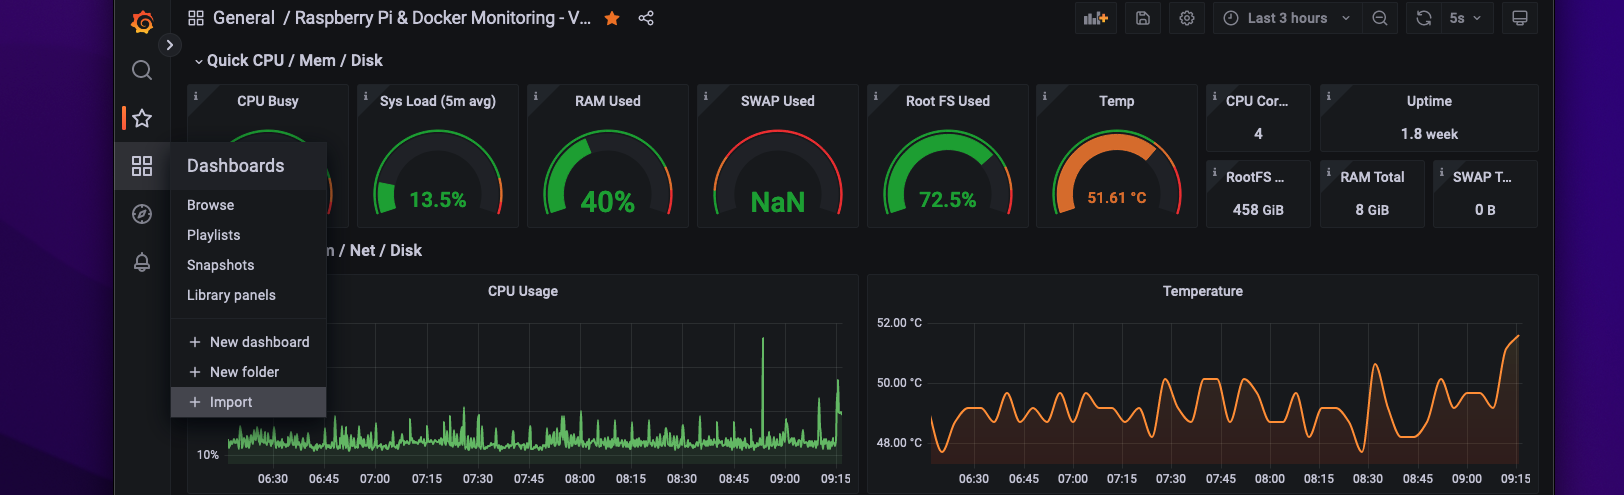 General / Raspberry Pi & Docker Monitoring - V...
Last 3 hours
5s
Quick CPU / Mem / Disk
CPU Busy
Sys Load (5m avg)
13.5%
RAM Used
40%
SWAP Used
NaN
Root FS Used
72.5%
Temp
51.61 °C
CPU Cor...
4
Uptime
1.8 week
RootFS ...
458 GiB
RAM Total
8 GiB
SWAP T...
0 B
Dashboards
Browse
Playlists
Snapshots
Library panels
+ New dashboard
+ New folder
+ Import
/ Net / Disk
CPU Usage
10%
06:30 06:45 07:00 07:15 07:30 07:45 08:00 08:15 08:30 08:45 09:00 09:15
Temperature
52.00 °C
50.00 °C
48.00 °C
06:30 06:45 07:00 07:15 07:30 07:45 08:00 08:15 08:30 08:45 09:00 09:15